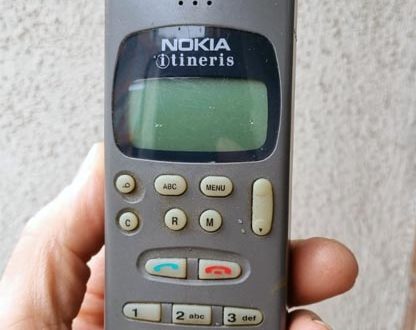 NOKIA
itineris
ABC MENU
C R M
1 2 abc 3 def